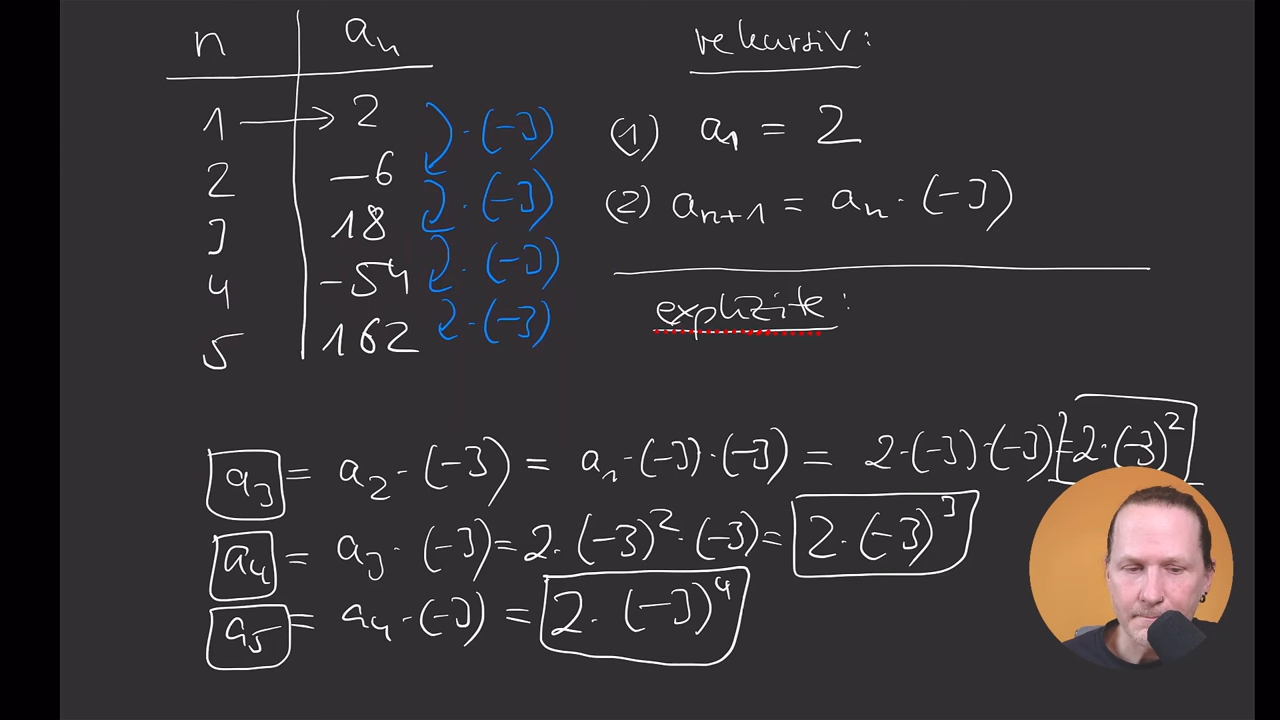 n aₙ
1 → 2
2 −6
3 18
4 −54
5 162
· (−3)
· (−3)
· (−3)
· (−3)
rekursiv:
(1) a₁ = 2
(2) aₙ₊₁ = aₙ · (−3)
explizite:
a₃ = a₂ · (−3) = a₁ · (−3) · (−3) = 2 · (−3) · (−3) = 2 · (−3)²
a₄ = a₃ · (−3) = 2 · (−3)² · (−3) = 2 · (−3)³
a₅ = a₄ · (−3) = 2 · (−3)⁴